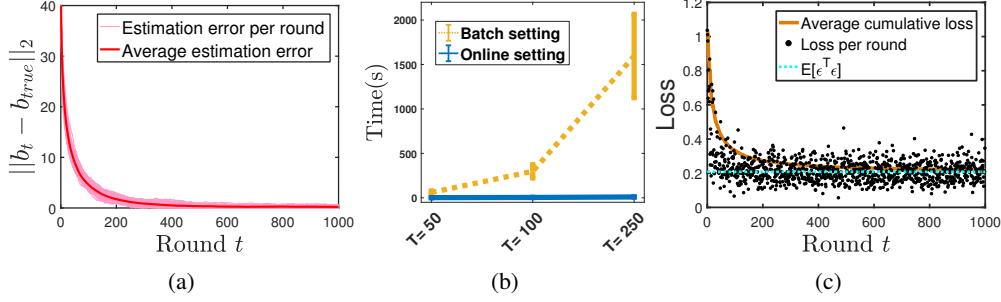 ||b_t − b_{true}||_2
40
30
20
10
0
Estimation error per round
Average estimation error
0 200 400 600 800 1000
Round t
(a)
Time(s)
2000
1500
1000
500
0
Batch setting
Online setting
T= 50 T= 100 T= 250
(b)
Loss
1.2
1
0.8
0.6
0.4
0.2
0
Average cumulative loss
Loss per round
E[ϵ^T ϵ]
0 200 400 600 800 1000
Round t
(c)